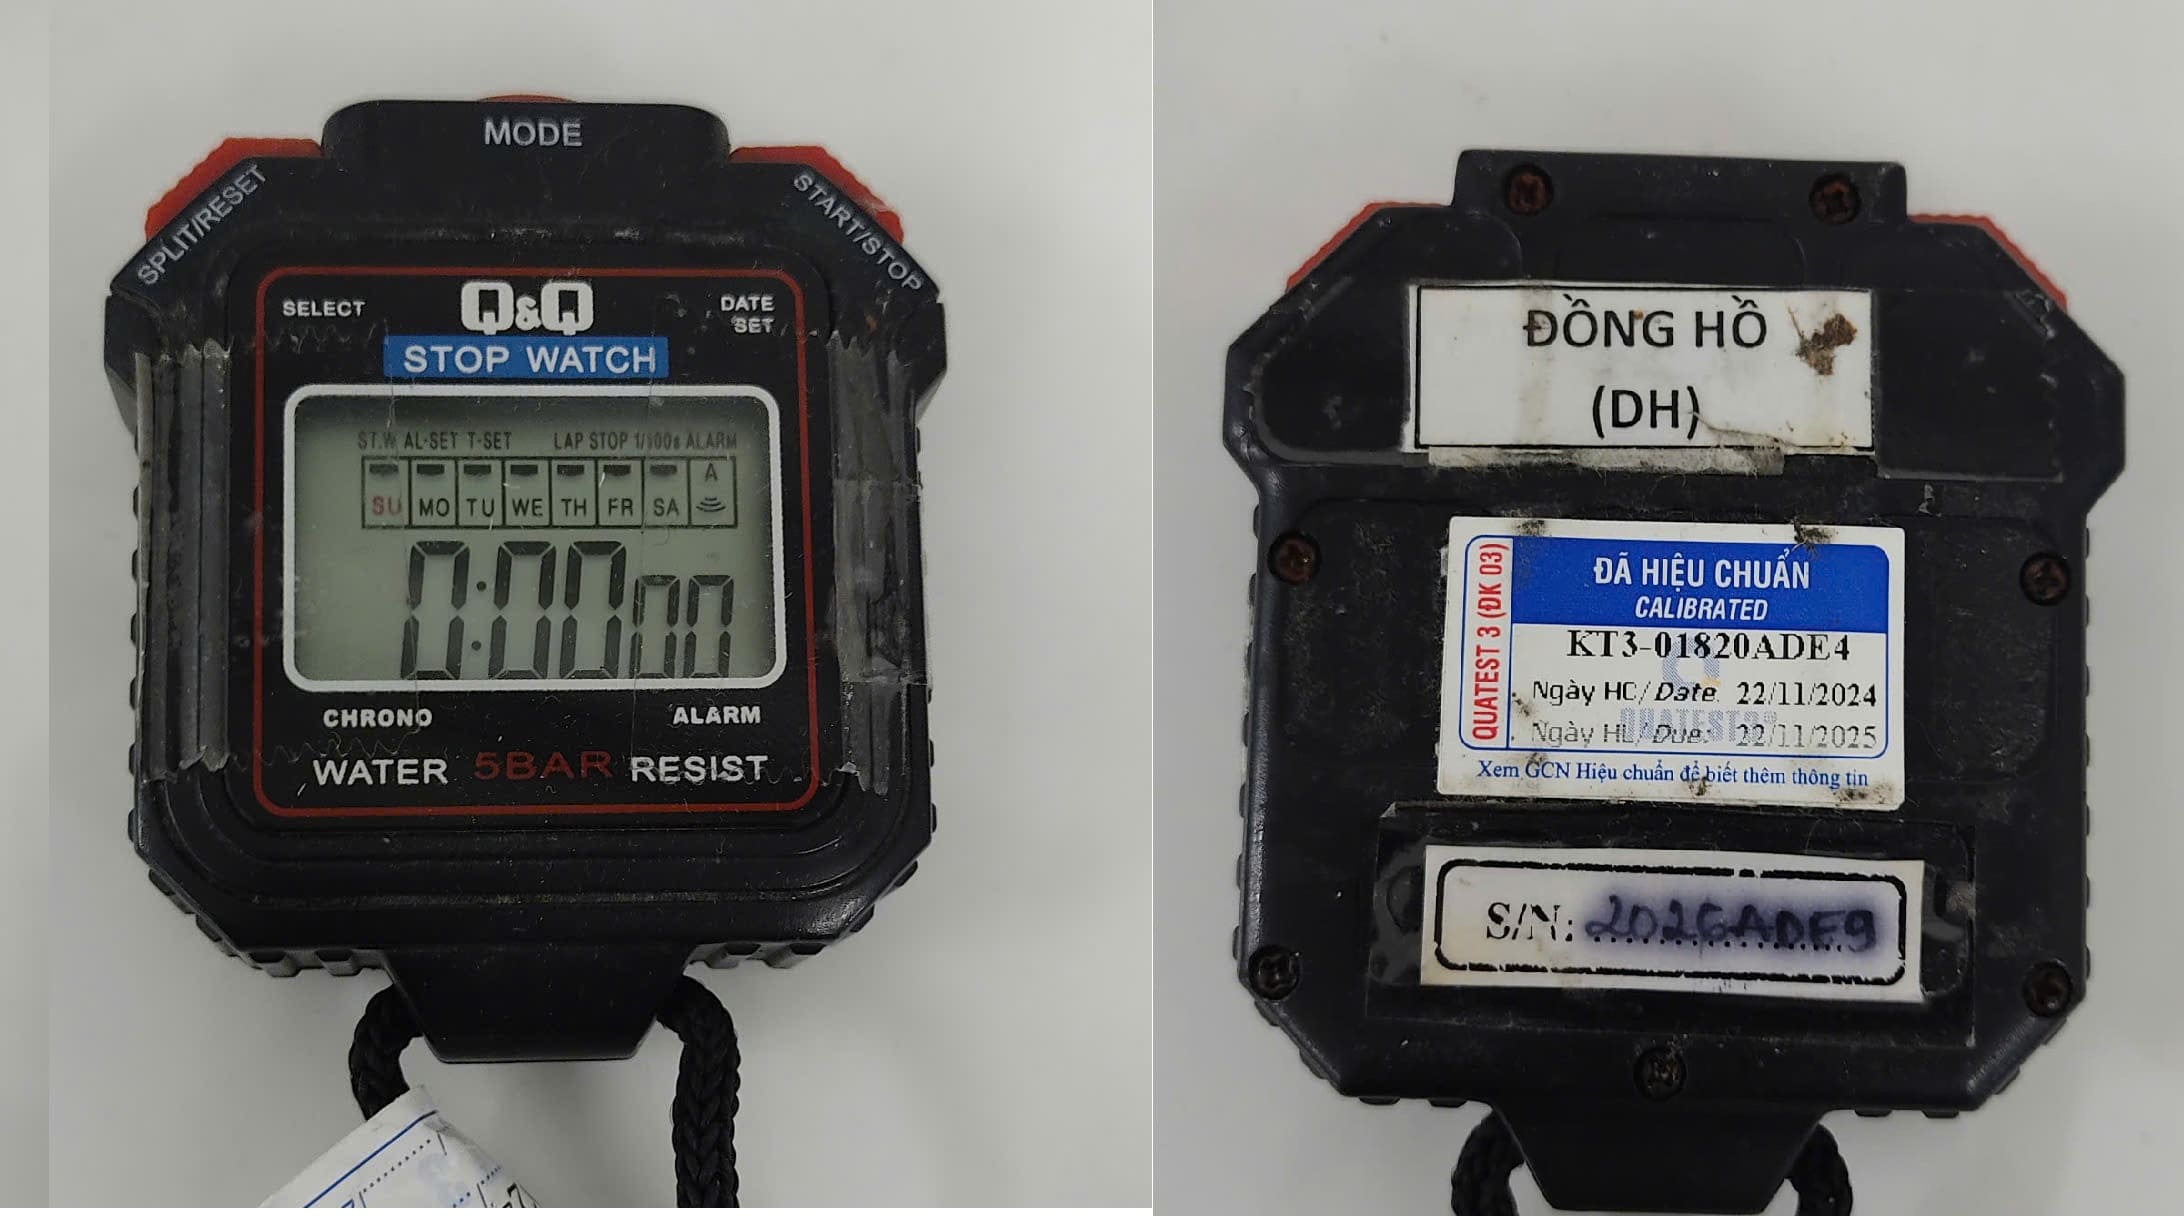 MODE
SPLIT/RESET
START/STOP
SELECT
Q&Q
DATE
SET
STOP WATCH
ST.W AL-SET T-SET LAP STOP 1/100s ALARM
A
SU MO TU WE TH FR SA
0:00 00
CHRONO ALARM
WATER 5BAR RESIST
ĐỒNG HỒ
(DH)
QUATEST 3 (ĐK 03)
ĐÃ HIỆU CHUẨN
CALIBRATED
KT3-01820ADE4
Ngày HC/Date: 22/11/2024
Ngày HL/Due: 22/11/2025
QUATEST 3®
Xem GCN Hiệu chuẩn để biết thêm thông tin
S/N: 2026ADE9